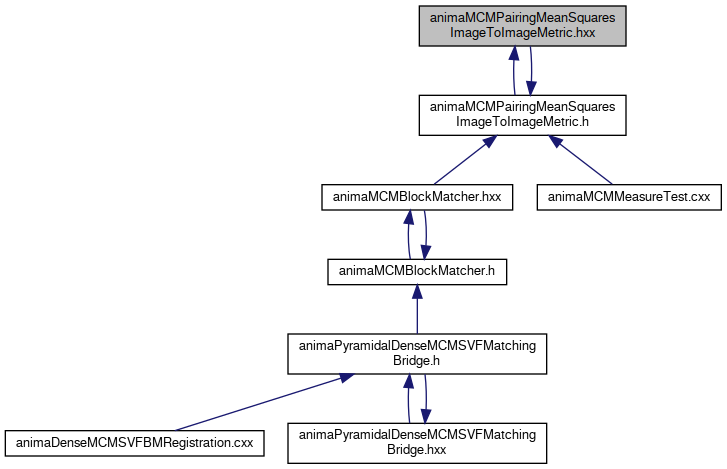 animaMCMPairingMeanSquares
ImageToImageMetric.hxx
animaMCMPairingMeanSquares
ImageToImageMetric.h
animaMCMBlockMatcher.hxx
animaMCMMeasureTest.cxx
animaMCMBlockMatcher.h
animaPyramidalDenseMCMSVFMatching
Bridge.h
animaDenseMCMSVFBMRegistration.cxx
animaPyramidalDenseMCMSVFMatching
Bridge.hxx